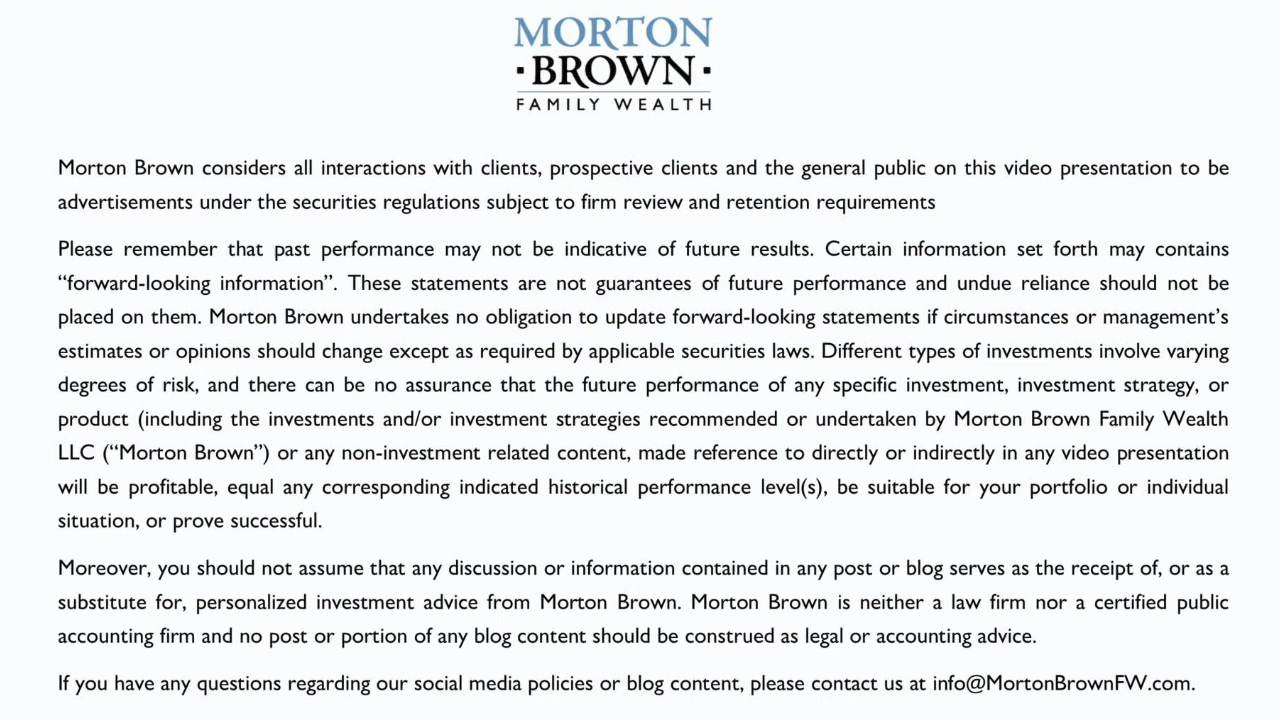 MORTON
·BROWN·
FAMILY WEALTH
Morton Brown considers all interactions with clients, prospective clients and the general public on this video presentation to be
advertisements under the securities regulations subject to firm review and retention requirements
Please remember that past performance may not be indicative of future results. Certain information set forth may contains
“forward-looking information”. These statements are not guarantees of future performance and undue reliance should not be
placed on them. Morton Brown undertakes no obligation to update forward-looking statements if circumstances or management’s
estimates or opinions should change except as required by applicable securities laws. Different types of investments involve varying
degrees of risk, and there can be no assurance that the future performance of any specific investment, investment strategy, or
product (including the investments and/or investment strategies recommended or undertaken by Morton Brown Family Wealth
LLC (“Morton Brown”) or any non-investment related content, made reference to directly or indirectly in any video presentation
will be profitable, equal any corresponding indicated historical performance level(s), be suitable for your portfolio or individual
situation, or prove successful.
Moreover, you should not assume that any discussion or information contained in any post or blog serves as the receipt of, or as a
substitute for, personalized investment advice from Morton Brown. Morton Brown is neither a law firm nor a certified public
accounting firm and no post or portion of any blog content should be construed as legal or accounting advice.
If you have any questions regarding our social media policies or blog content, please contact us at info@MortonBrownFW.com.